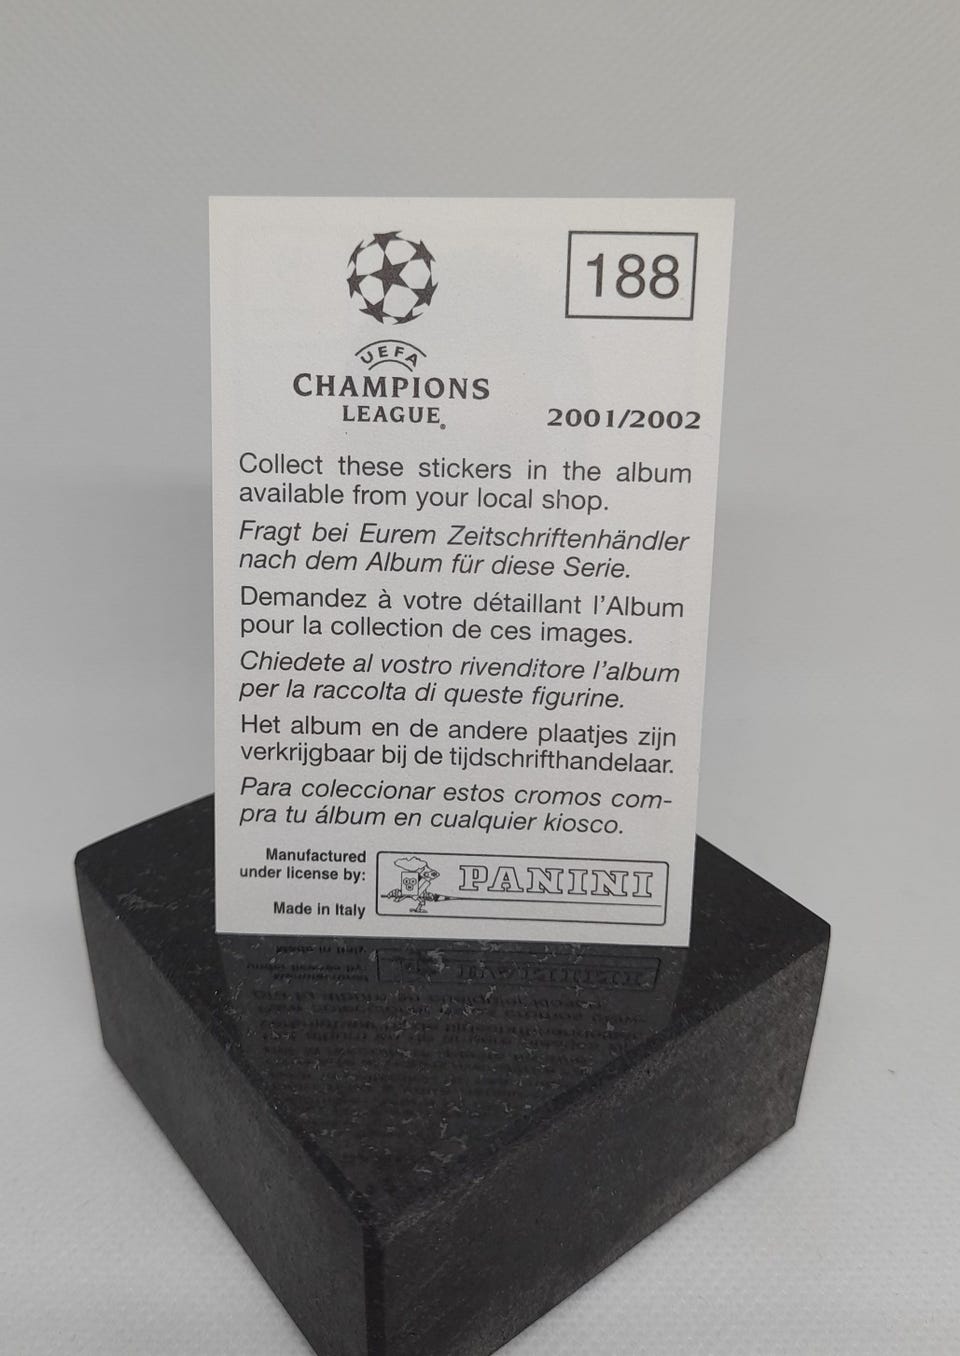 188
UEFA
CHAMPIONS
LEAGUE®
2001/2002
Collect these stickers in the album
available from your local shop.
Fragt bei Eurem Zeitschriftenhändler
nach dem Album für diese Serie.
Demandez à votre détaillant l'Album
pour la collection de ces images.
Chiedete al vostro rivenditore l'album
per la raccolta di queste figurine.
Het album en de andere plaatjes zijn
verkrijgbaar bij de tijdschrifthandelaar.
Para coleccionar estos cromos com-
pra tu álbum en cualquier kiosco.
Manufactured
under license by:
Made in Italy
PANINI